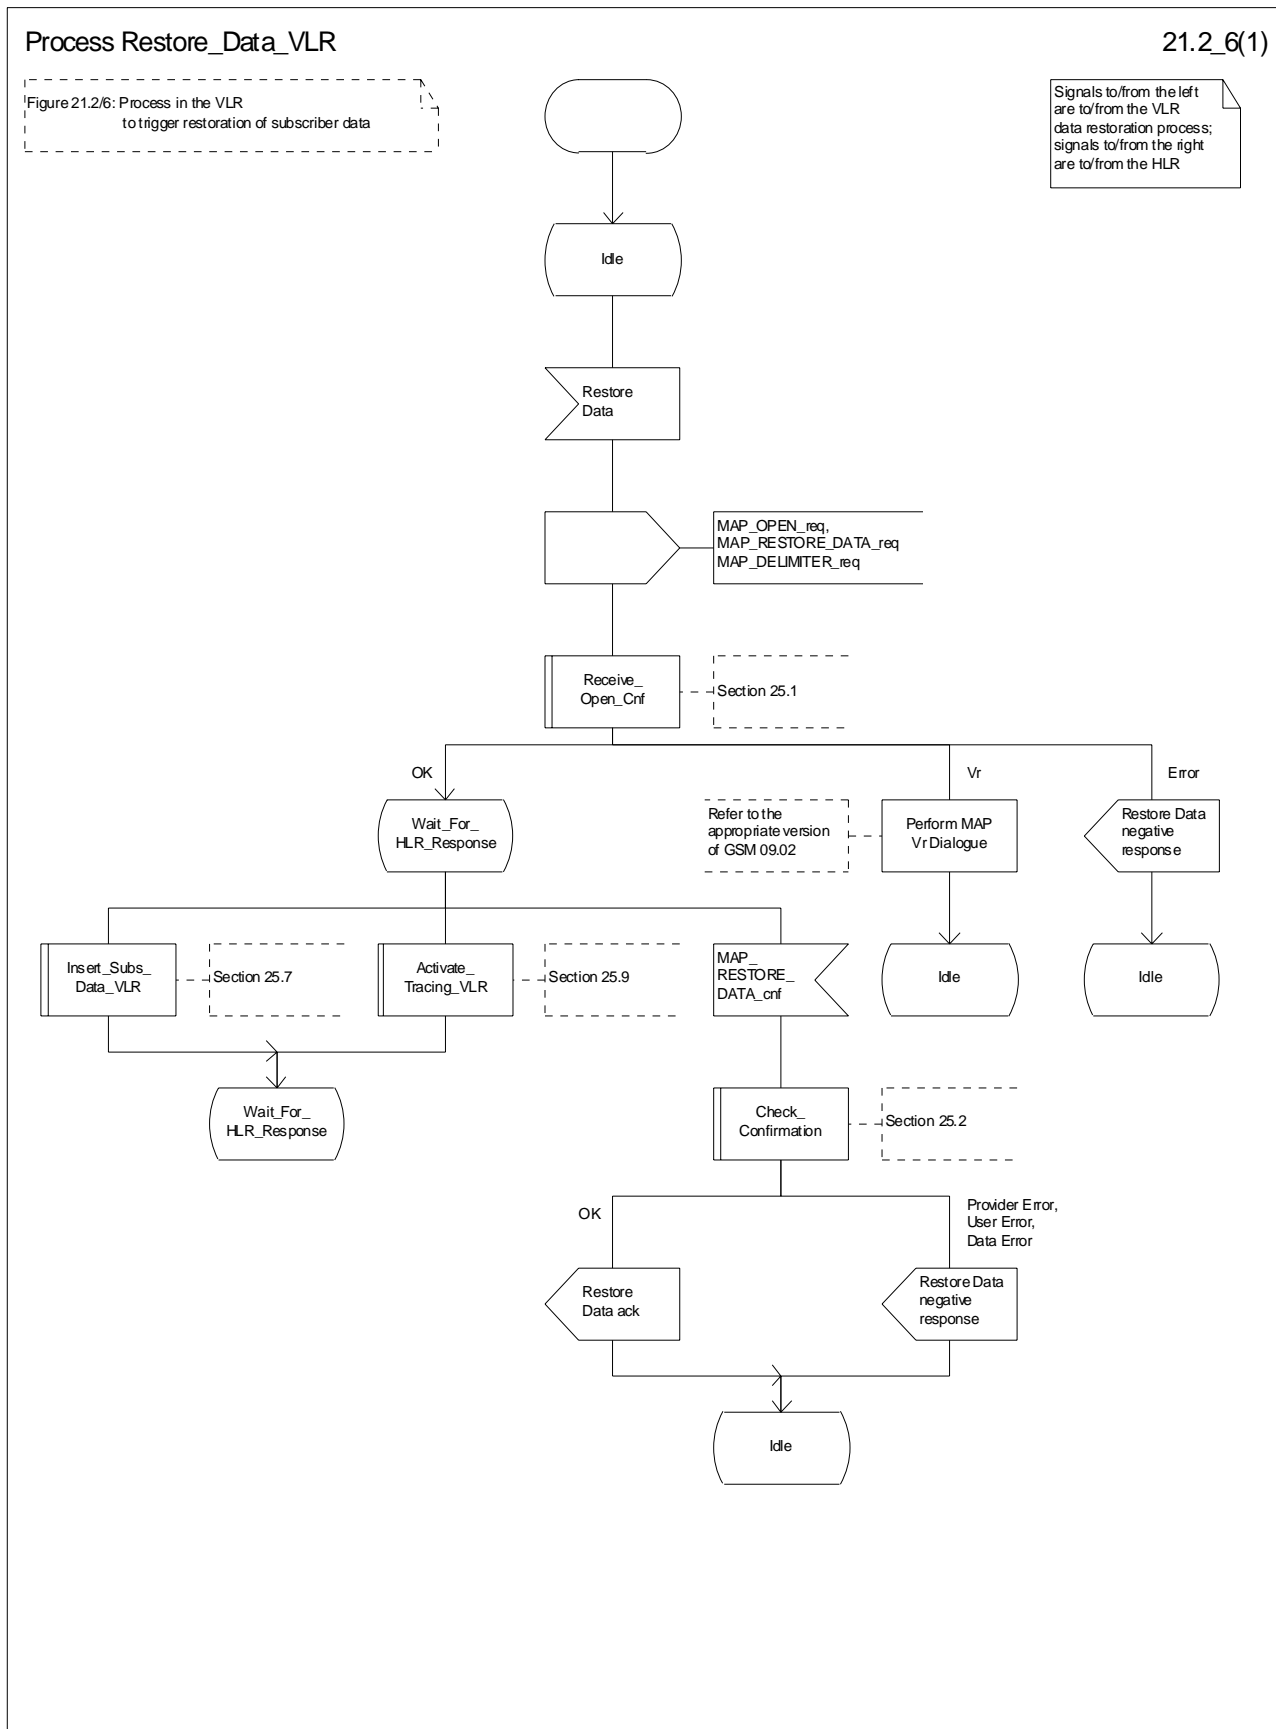 Process Restore_Data_VLR
21.2_6(1)
Figure 21.2/6: Process in the VLR
to trigger restoration of subscriber data
Signals to/from the left
are to/from the VLR
data restoration process;
signals to/from the right
are to/from the HLR
Idle
Restore
Data
MAP_OPEN_req,
MAP_RESTORE_DATA_req
MAP_DELIMITER_req
Receive_
Open_Cnf
Section 25.1
OK
Vr
Error
Wait_For_
HLR_Response
Refer to the
appropriate version
of GSM 09.02
Perform MAP
Vr Dialogue
Restore Data
negative
response
Insert_Subs_
Data_VLR
Section 25.7
Activate_
Tracing_VLR
Section 25.9
MAP_
RESTORE_
DATA_cnf
Idle
Idle
Wait_For_
HLR_Response
Check_
Confirmation
Section 25.2
OK
Provider Error,
User Error,
Data Error
Restore
Data ack
Restore Data
negative
response
Idle